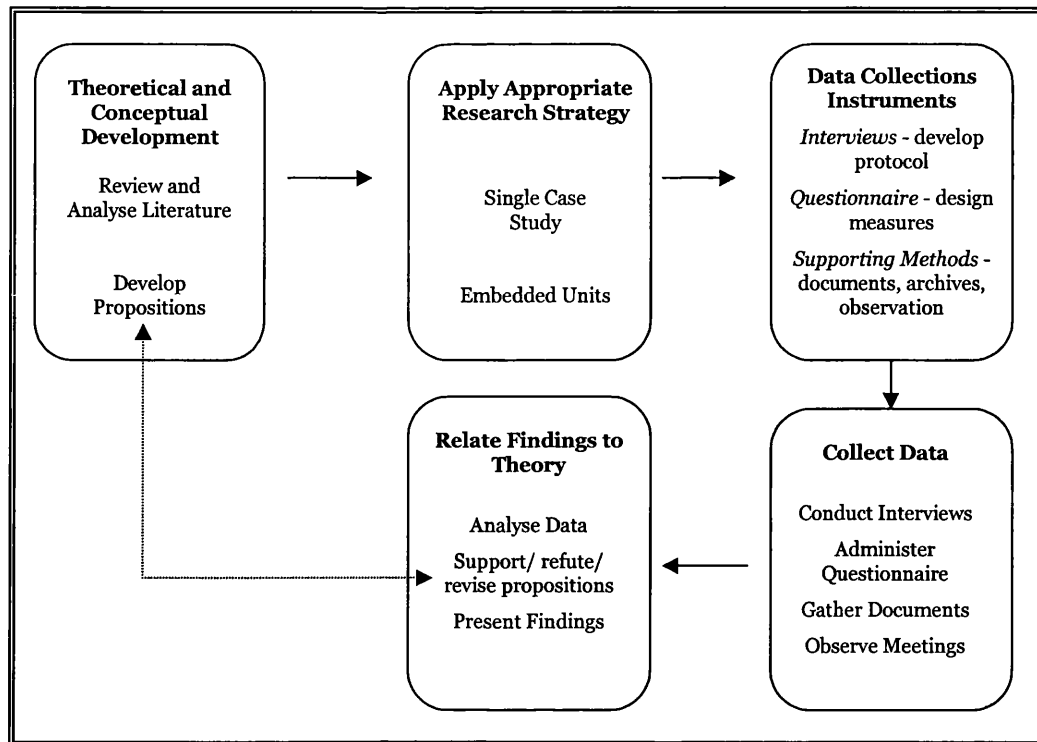 Theoretical and
Conceptual
Development
Review and
Analyse Literature
Develop
Propositions
Apply Appropriate
Research Strategy
Single Case
Study
Embedded Units
Data Collections
Instruments
Interviews - develop
protocol
Questionnaire - design
measures
Supporting Methods -
documents, archives,
observation
Collect Data
Conduct Interviews
Administer
Questionnaire
Gather Documents
Observe Meetings
Relate Findings to
Theory
Analyse Data
Support/ refute/
revise propositions
Present Findings